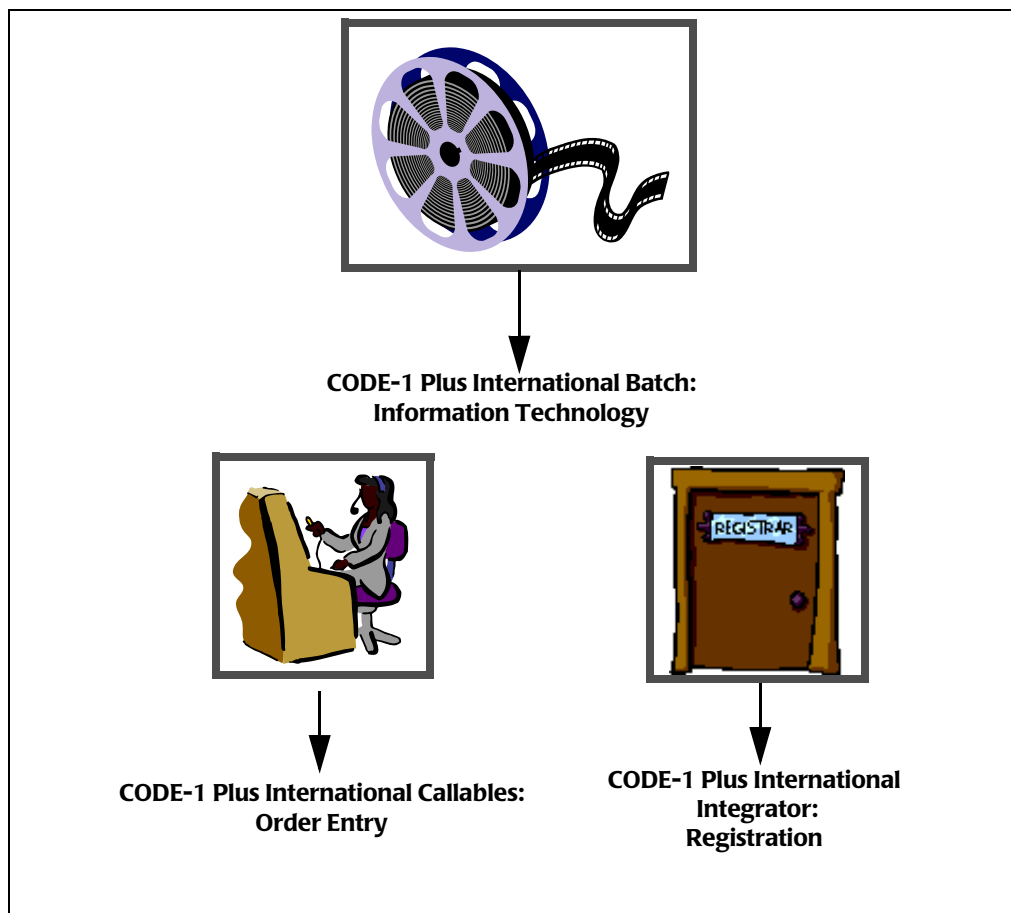 CODE-1 Plus International Batch:
Information Technology
REGISTRAR
CODE-1 Plus International Callables:
Order Entry
CODE-1 Plus International
Integrator:
Registration